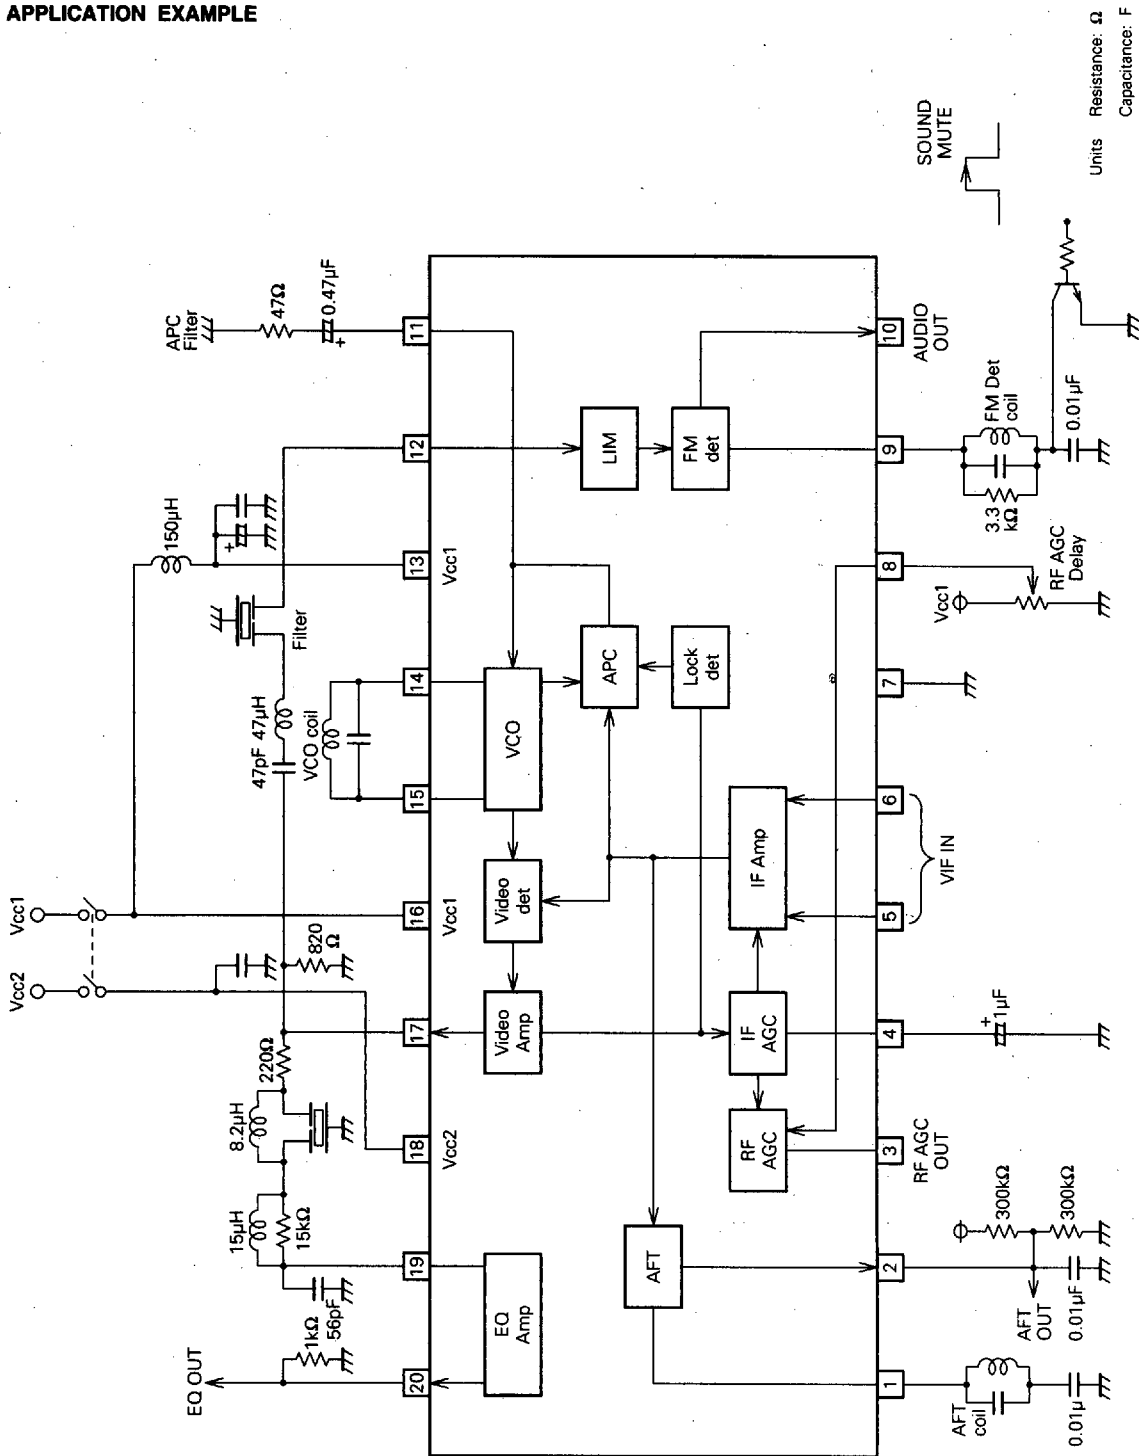 APPLICATION EXAMPLE
Units Resistance: Ω
Capacitance: F
EQ OUT
1kΩ
56pF
15µH
15kΩ
8.2µH
220Ω
Vcc2
Vcc1
820
Ω
47pF
47µH
VCO coil
Filter
150µH
APC
Filter
47Ω
0.47µF
+
+
20
19
18
17
16
15
14
13
12
11
Vcc2
Vcc1
Vcc1
EQ
Amp
Video
Amp
Video
det
VCO
APC
Lock
det
LIM
FM
det
AFT
RF
AGC
IF
AGC
IF Amp
1
2
3
4
5
6
7
8
9
10
AFT
coil
0.01µ
AFT
OUT
0.01µF
300kΩ
300kΩ
RF AGC
OUT
+
1µF
VIF IN
Vcc1
RF AGC
Delay
3.3
kΩ
FM Det
coil
0.01µF
AUDIO
OUT
SOUND
MUTE